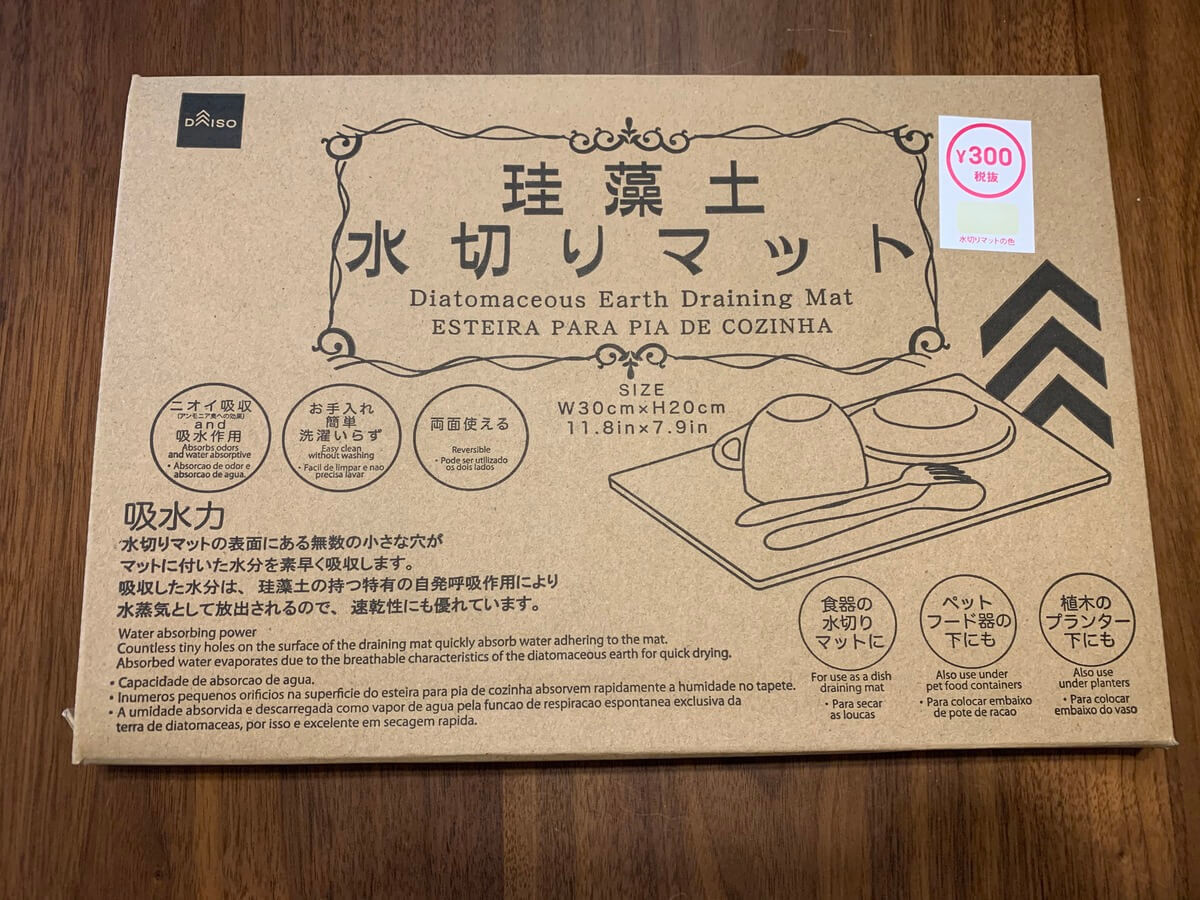 DAISO
¥300
税抜
水切りマットの色
珪藻土
水切りマット
Diatomaceous Earth Draining Mat
ESTEIRA PARA PIA DE COZINHA
SIZE
W30cm×H20cm
11.8in×7.9in
ニオイ吸収
(アンモニア臭への効果)
and
吸水作用
Absorbs odors
and water absorptive
・Absorcao de odor e
absorcao de agua.
お手入れ
簡単
洗濯いらず
Easy clean
without washing
・Facil de limpar e nao
precisa lavar
両面使える
Reversible
・Pode ser utilizado
os dois lados
吸水力
水切りマットの表面にある無数の小さな穴が
マットに付いた水分を素早く吸収します。
吸収した水分は、珪藻土の持つ特有の自発呼吸作用により
水蒸気として放出されるので、速乾性にも優れています。
Water absorbing power
Countless tiny holes on the surface of the draining mat quickly absorb water adhering to the mat.
Absorbed water evaporates due to the breathable characteristics of the diatomaceous earth for quick drying.
・Capacidade de absorcao de agua.
・Inumeros pequenos orificios na superficie do esteira para pia de cozinha absorvem rapidamente a humidade no tapete.
・A umidade absorvida e descarregada como vapor de agua pela funcao de respiracao espontanea exclusiva da
terra de diatomaceas, por isso e excelente em secagem rapida.
食器の
水切り
マットに
For use as a dish
draining mat
・Para secar
as loucas
ペット
フード器の
下にも
Also use under
pet food containers
・Para colocar embaixo
de pote de racao
植木の
プランター
下にも
Also use
under planters
・Para colocar
embaixo do vaso